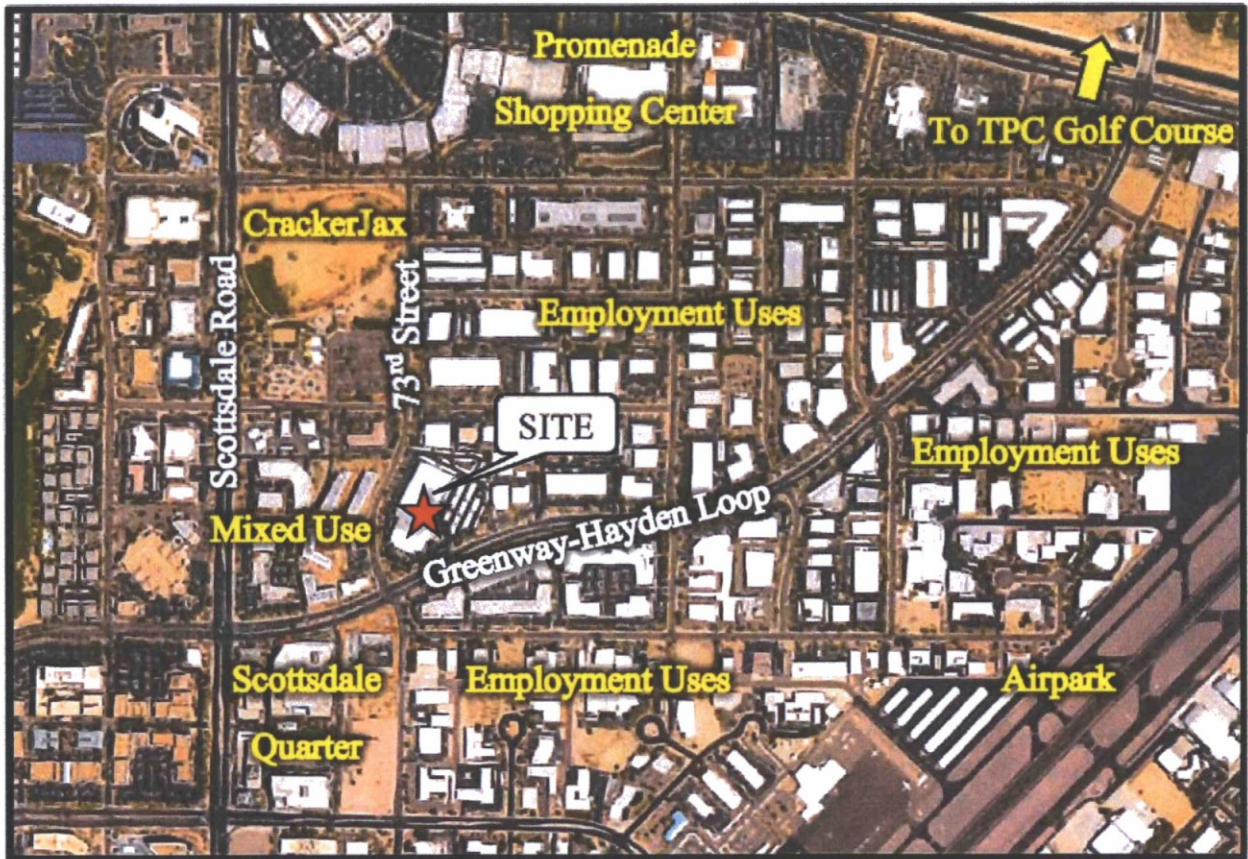 Promenade
Shopping Center
To TPC Golf Course
CrackerJax
Scottsdale Road
73rd Street
Employment Uses
SITE
Employment Uses
Mixed Use
Greenway-Hayden Loop
Scottsdale
Quarter
Employment Uses
Airpark